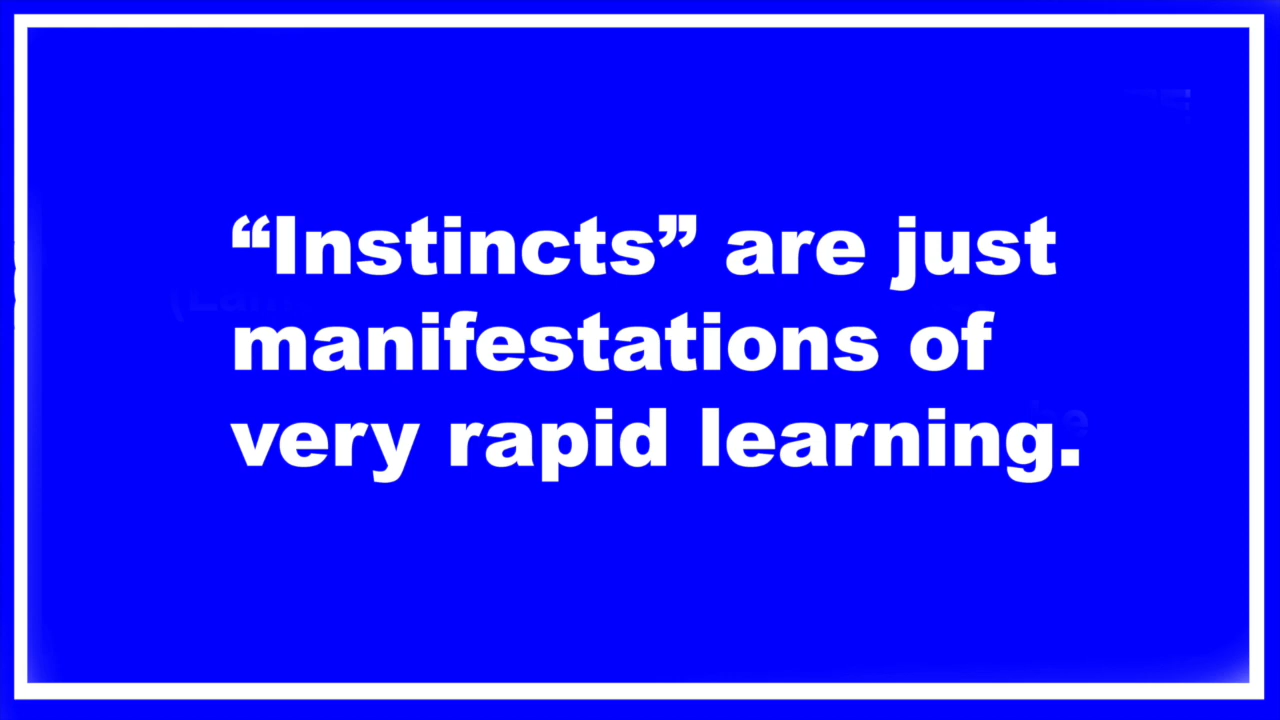 “Instincts” are just
manifestations of
very rapid learning.